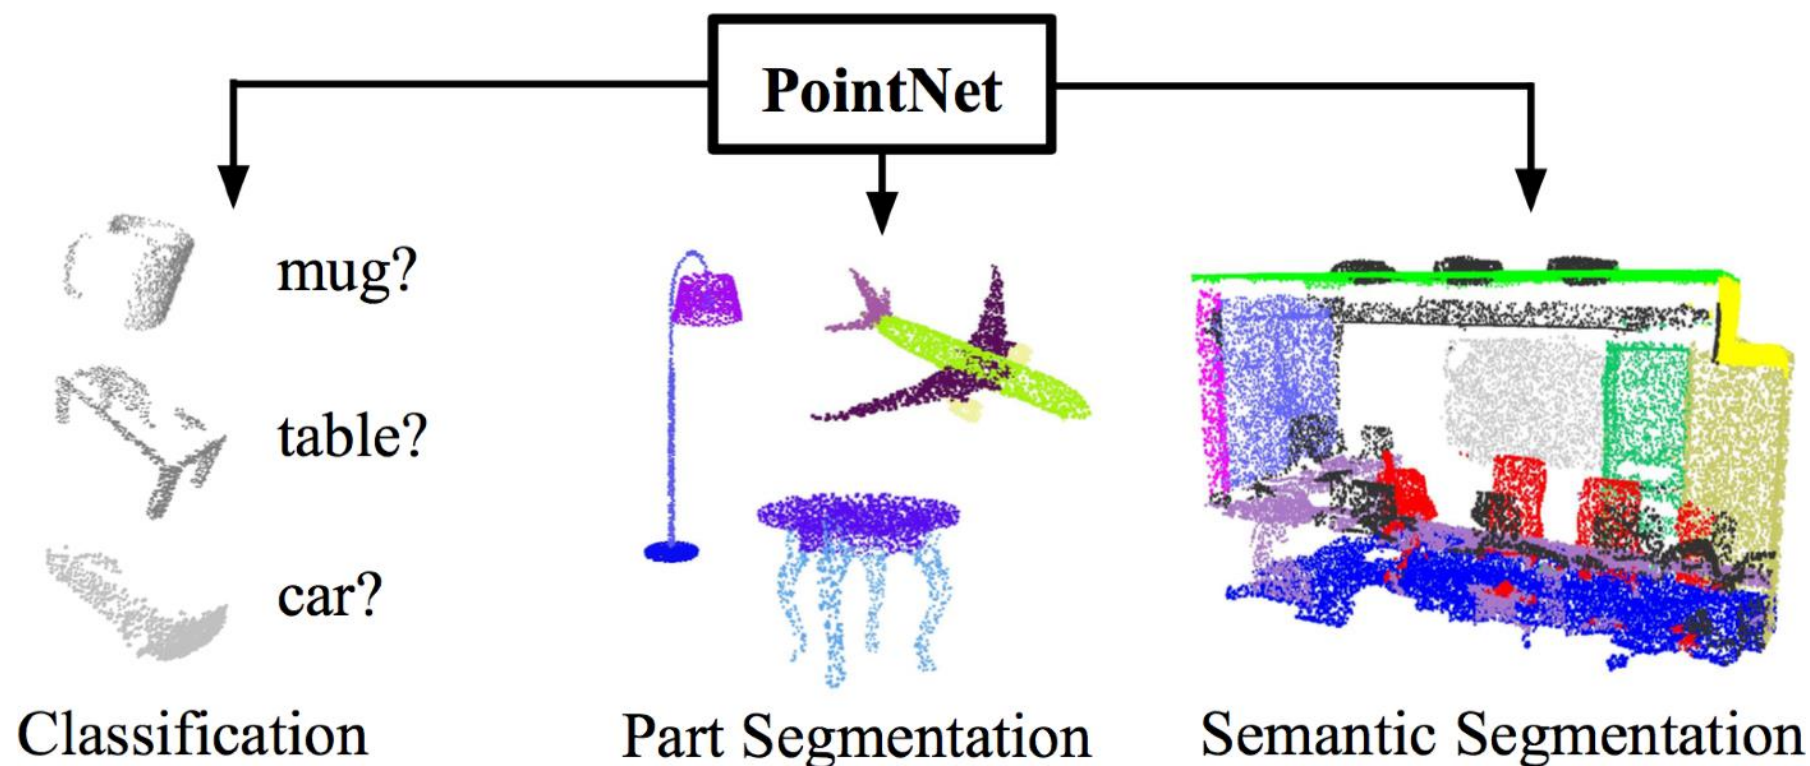 PointNet
mug?
table?
car?
Classification
Part Segmentation
Semantic Segmentation